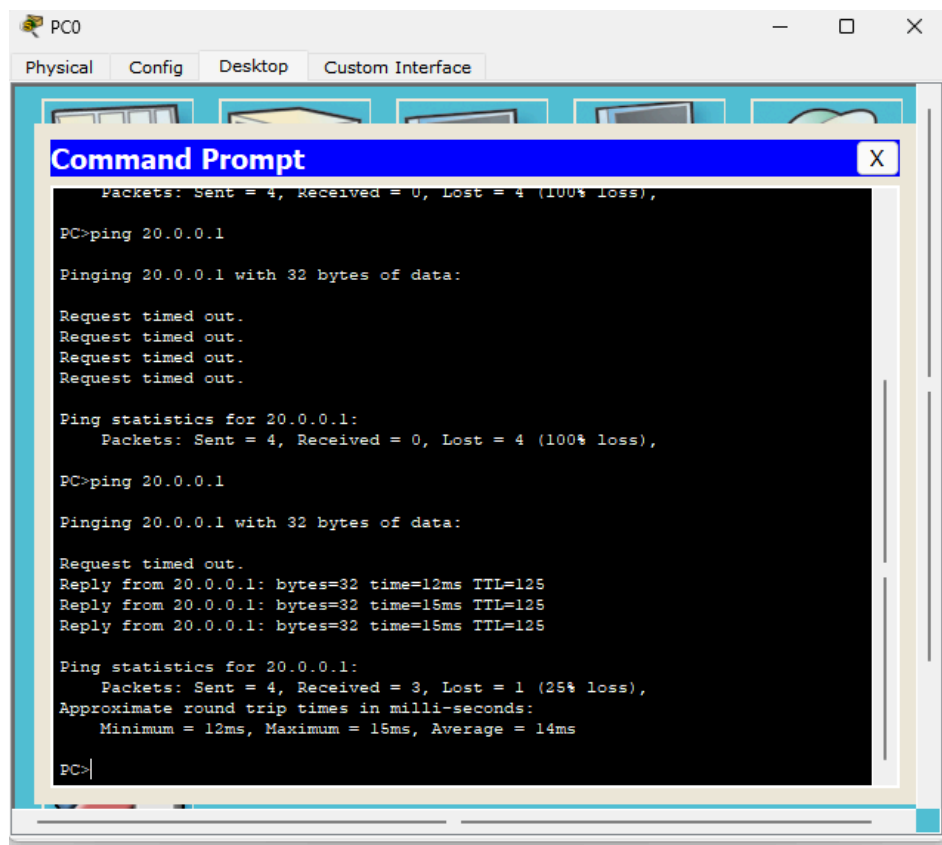 PC0
Physical Config Desktop Custom Interface
Command Prompt X
Packets: Sent = 4, Received = 0, Lost = 4 (100% loss),
PC>ping 20.0.0.1
Pinging 20.0.0.1 with 32 bytes of data:
Request timed out.
Request timed out.
Request timed out.
Request timed out.
Ping statistics for 20.0.0.1:
Packets: Sent = 4, Received = 0, Lost = 4 (100% loss),
PC>ping 20.0.0.1
Pinging 20.0.0.1 with 32 bytes of data:
Request timed out.
Reply from 20.0.0.1: bytes=32 time=12ms TTL=125
Reply from 20.0.0.1: bytes=32 time=15ms TTL=125
Reply from 20.0.0.1: bytes=32 time=15ms TTL=125
Ping statistics for 20.0.0.1:
Packets: Sent = 4, Received = 3, Lost = 1 (25% loss),
Approximate round trip times in milli-seconds:
Minimum = 12ms, Maximum = 15ms, Average = 14ms
PC>